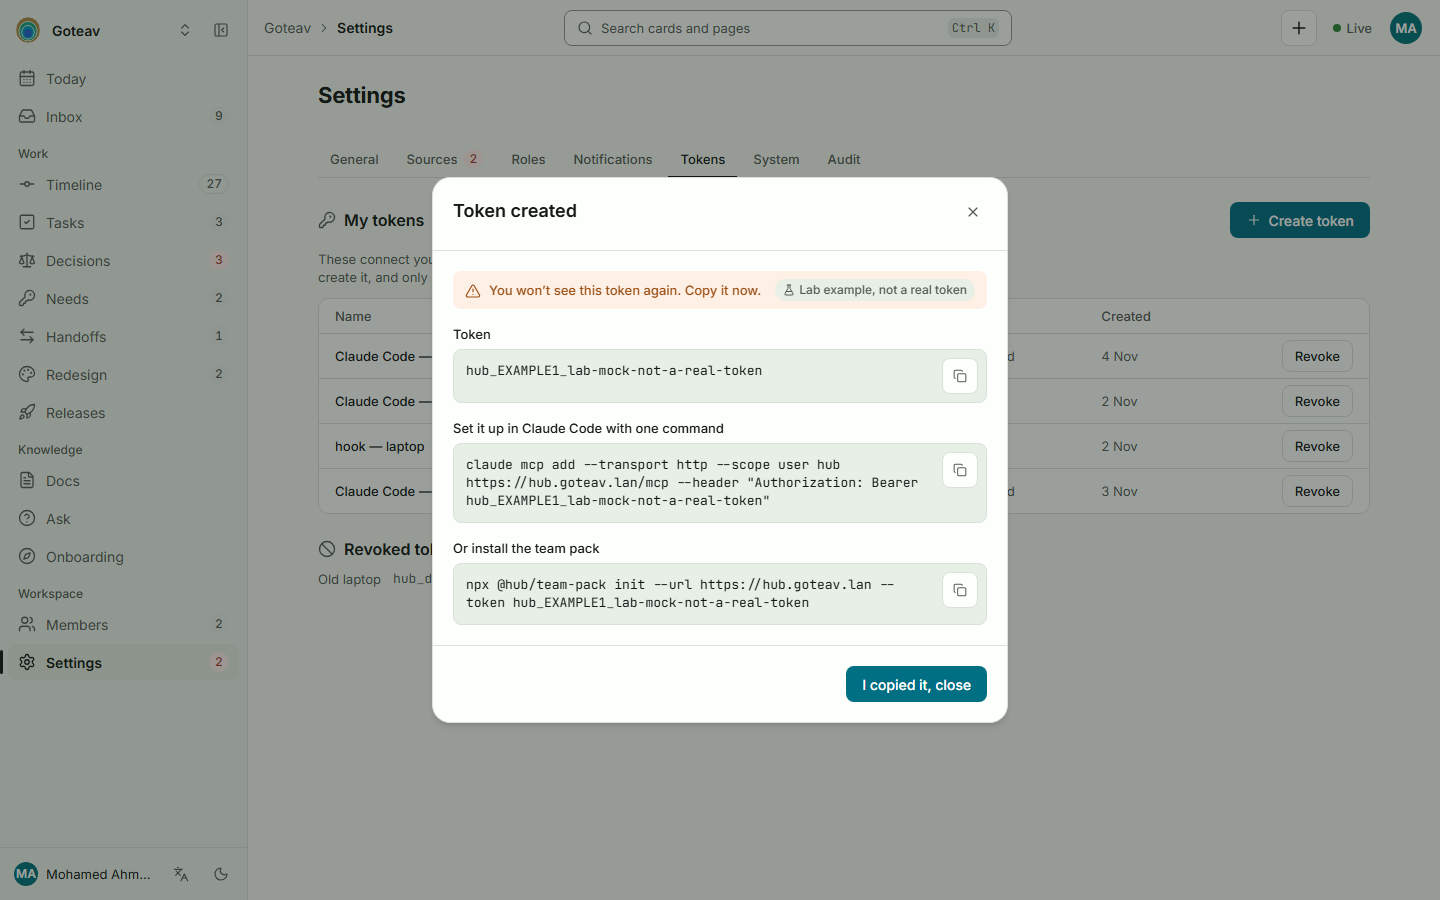 Goteav
Today
Inbox 9
Work
Timeline 27
Tasks 3
Decisions 3
Needs 2
Handoffs 1
Redesign 2
Releases
Knowledge
Docs
Ask
Onboarding
Workspace
Members 2
Settings 2
MA Mohamed Ahm...
Goteav > Settings
Search cards and pages Ctrl K
Live MA
Settings
General Sources 2 Roles Notifications Tokens System Audit
My tokens
Create token
These connect you
create it, and only
Name Created
Claude Code — d 4 Nov Revoke
Claude Code — 2 Nov Revoke
hook — laptop 2 Nov Revoke
Claude Code — d 3 Nov Revoke
Revoked to
Old laptop hub_d
Token created
You won't see this token again. Copy it now. Lab example, not a real token
Token
hub_EXAMPLE1_lab-mock-not-a-real-token
Set it up in Claude Code with one command
claude mcp add --transport http --scope user hub
https://hub.goteav.lan/mcp --header "Authorization: Bearer
hub_EXAMPLE1_lab-mock-not-a-real-token"
Or install the team pack
npx @hub/team-pack init --url https://hub.goteav.lan --
token hub_EXAMPLE1_lab-mock-not-a-real-token
I copied it, close